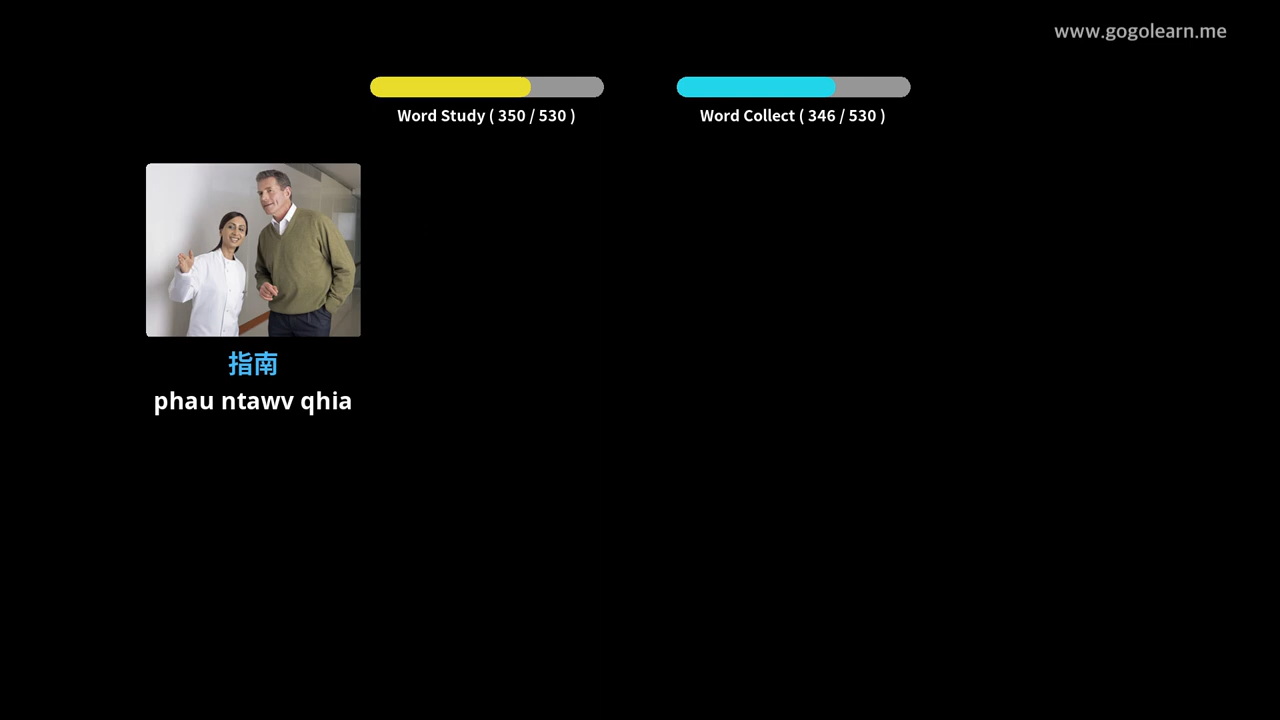 www.gogolearn.me
Word Study ( 350 / 530 )
Word Collect ( 346 / 530 )
指南
phau ntawv qhia